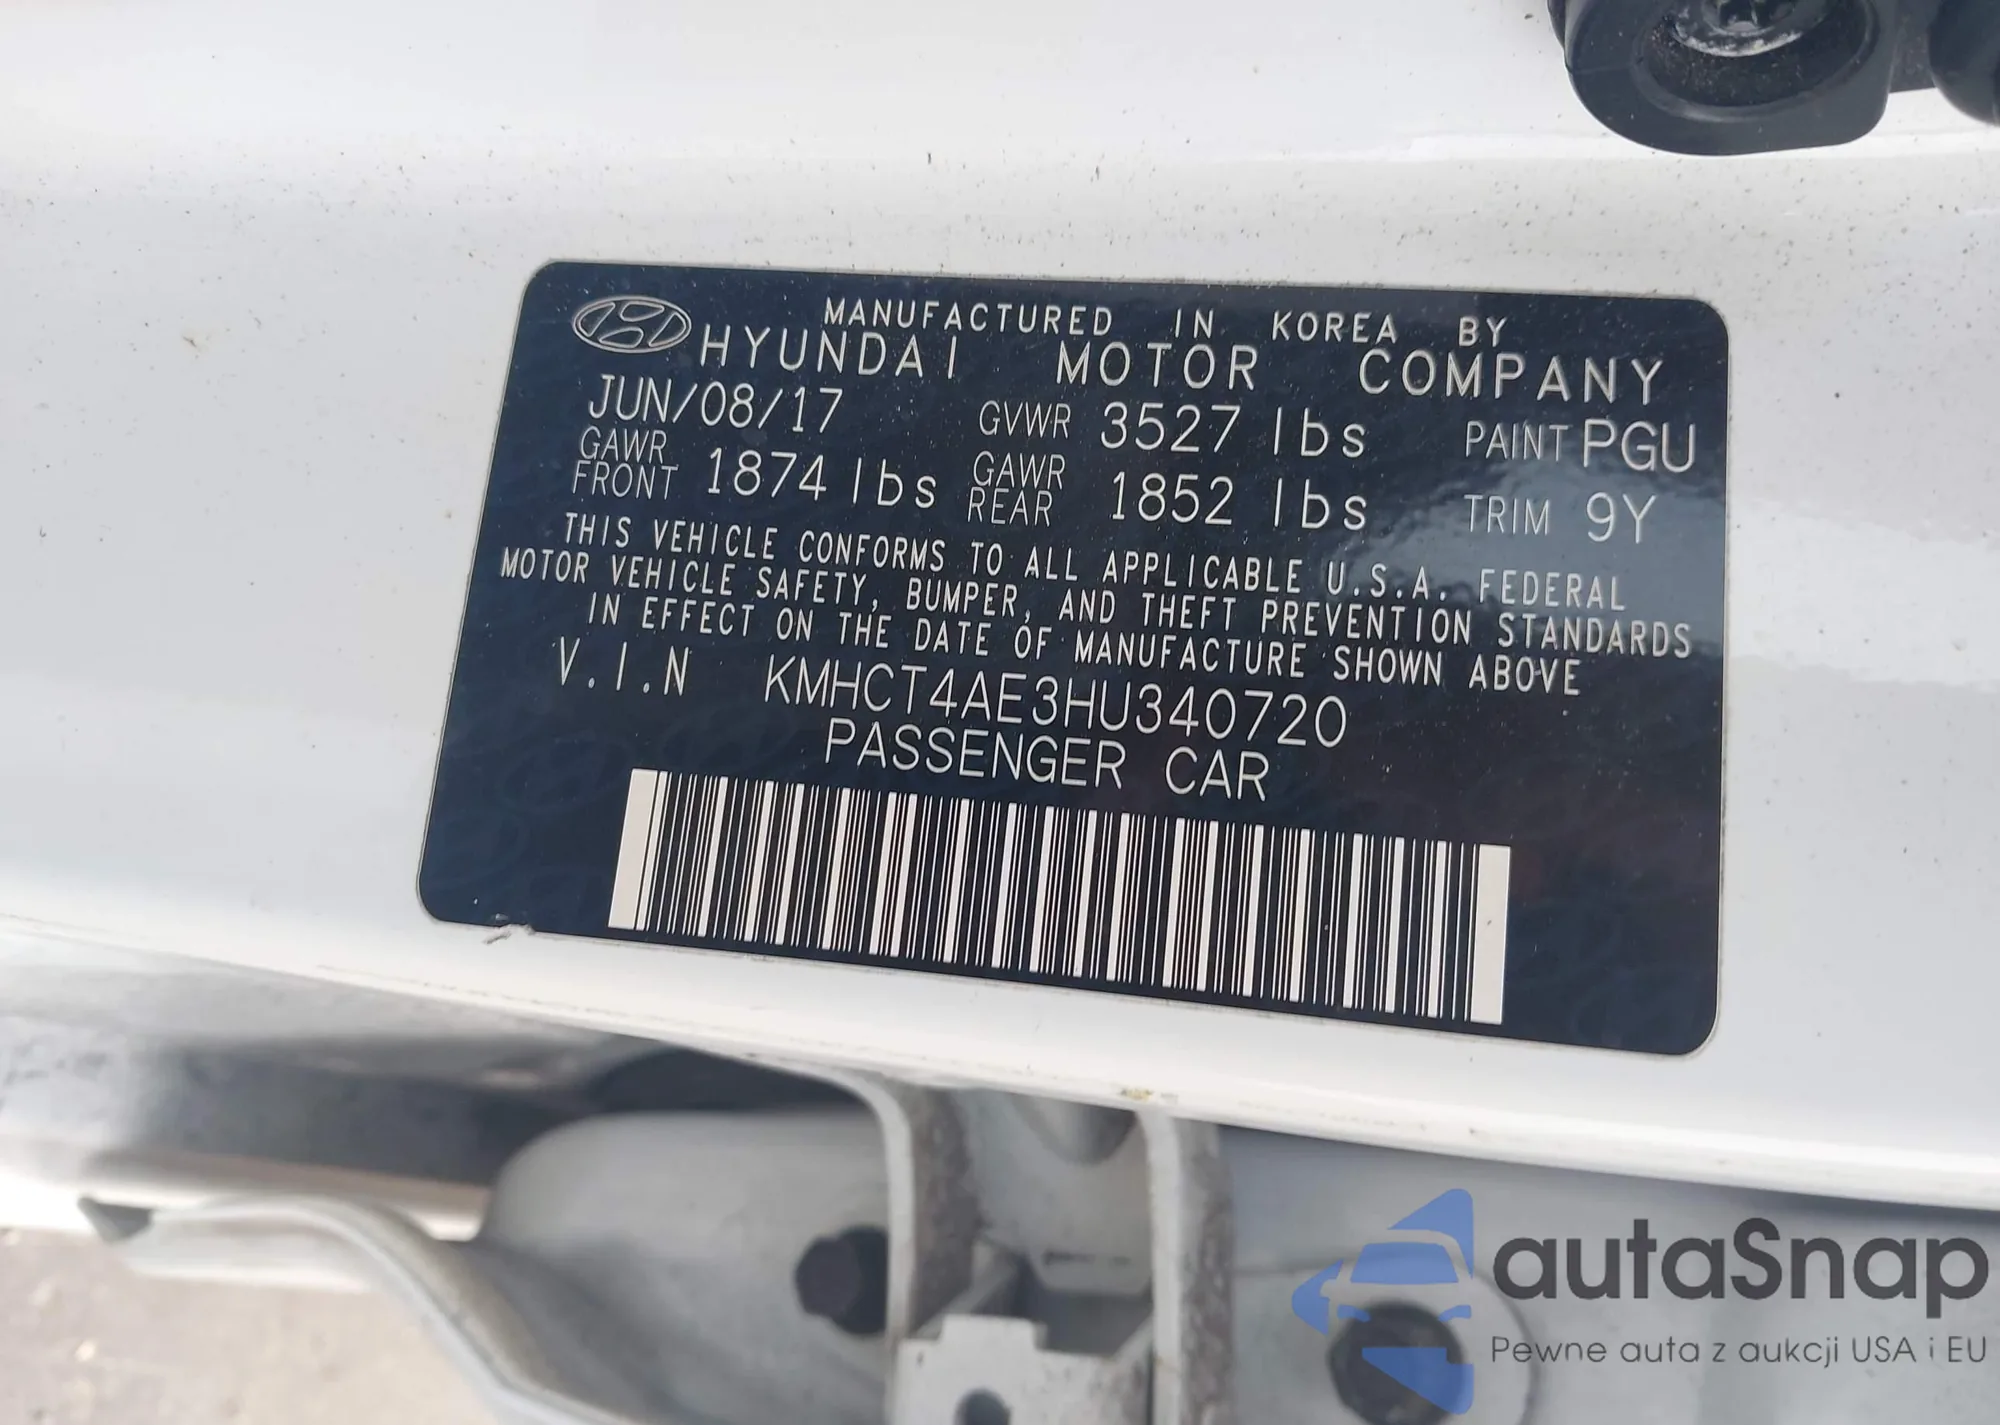 MANUFACTURED IN KOREA BY
HYUNDAI MOTOR COMPANY
JUN/08/17 GVWR 3527 lbs PAINT PGU
GAWR FRONT 1874 lbs GAWR REAR 1852 lbs TRIM 9Y
THIS VEHICLE CONFORMS TO ALL APPLICABLE U.S.A. FEDERAL
MOTOR VEHICLE SAFETY, BUMPER, AND THEFT PREVENTION STANDARDS
IN EFFECT ON THE DATE OF MANUFACTURE SHOWN ABOVE
V.I.N KMHCT4AE3HU340720
PASSENGER CAR
autaSnap
Pewne auta z aukcji USA i EU